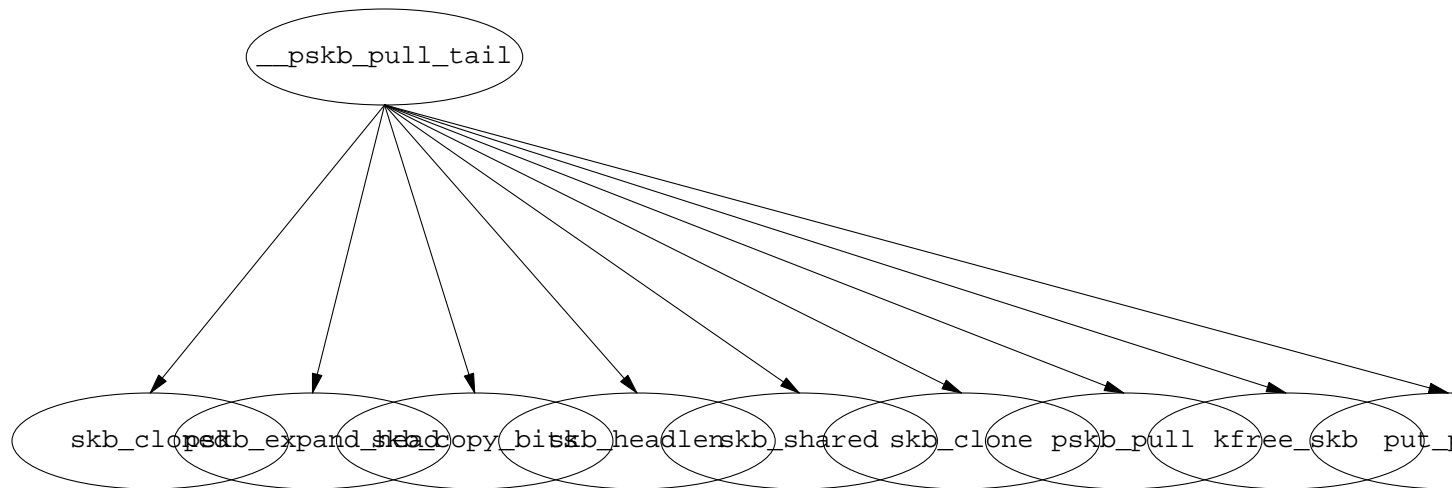 __pskb_pull_tail
skb_cloned
pskb_expand_head
skb_copy_bits
skb_headlen
skb_shared
skb_clone
pskb_pull
kfree_skb